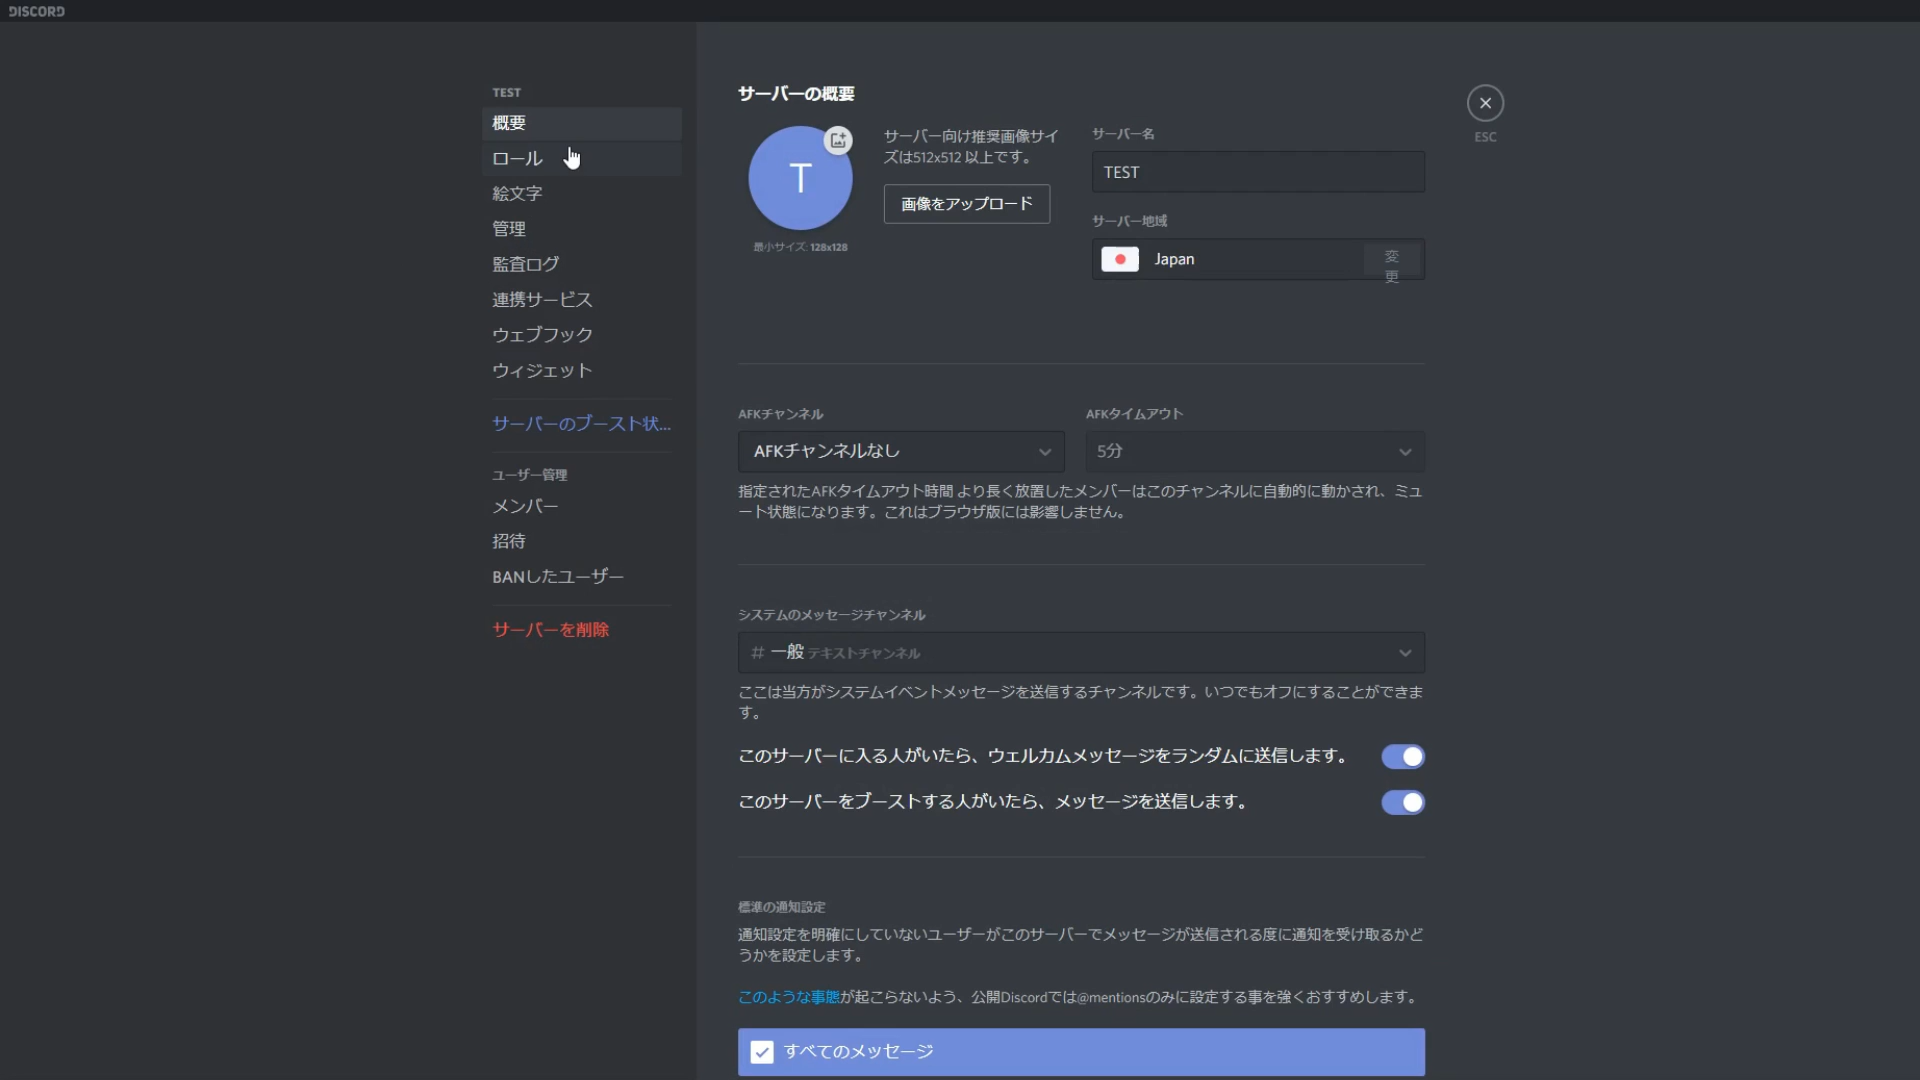 DISCORD
TEST
概要
ロール
絵文字
管理
監査ログ
連携サービス
ウェブフック
ウィジェット
サーバーのブースト状...
ユーザー管理
メンバー
招待
BANしたユーザー
サーバーを削除
サーバーの概要
T
最小サイズ: 128x128
サーバー向け推奨画像サイ
ズは512x512 以上です。
画像をアップロード
サーバー名
TEST
サーバー地域
Japan
変
更
ESC
AFKチャンネル
AFKチャンネルなし
AFKタイムアウト
5分
指定されたAFKタイムアウト時間 より長く放置したメンバーはこのチャンネルに自動的に動かされ、ミュ
ート状態になります。これはブラウザ版には影響しません。
システムのメッセージチャンネル
# 一般 テキストチャンネル
ここは当方がシステムイベントメッセージを送信するチャンネルです。いつでもオフにすることができま
す。
このサーバーに入る人がいたら、ウェルカムメッセージをランダムに送信します。
このサーバーをブーストする人がいたら、メッセージを送信します。
標準の通知設定
通知設定を明確にしていないユーザーがこのサーバーでメッセージが送信される度に通知を受け取るかど
うかを設定します。
このような事態が起こらないよう、公開Discordでは@mentionsのみに設定する事を強くおすすめします。
すべてのメッセージ